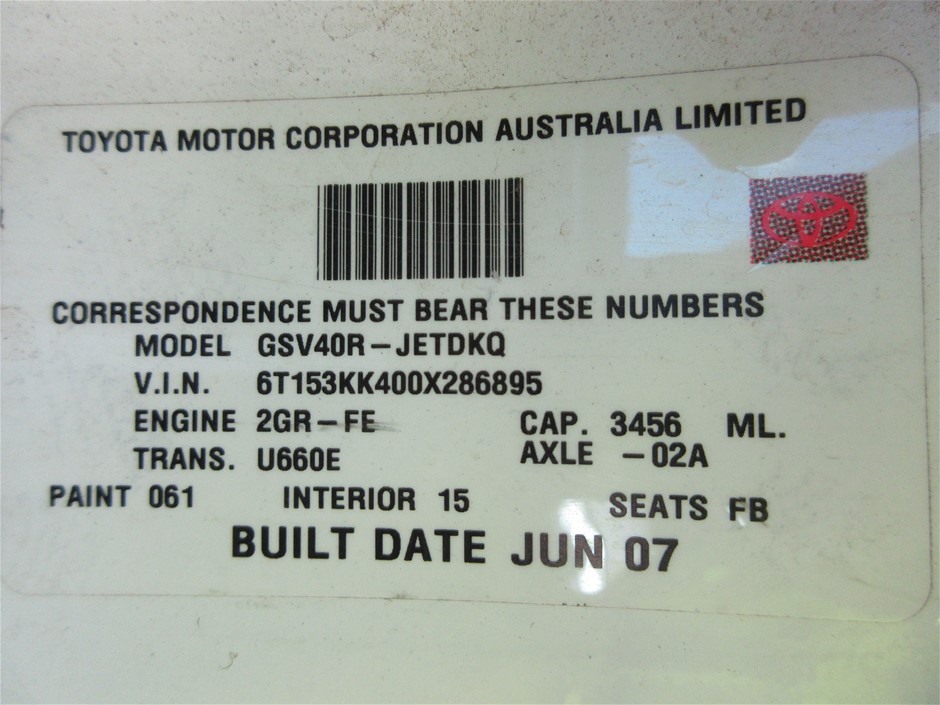 TOYOTA MOTOR CORPORATION AUSTRALIA LIMITED
CORRESPONDENCE MUST BEAR THESE NUMBERS
MODEL GSV40R-JETDKQ
V.I.N. 6T153KK400X286895
ENGINE 2GR-FE CAP. 3456 ML.
TRANS. U660E AXLE -02A
PAINT 061 INTERIOR 15 SEATS FB
BUILT DATE JUN 07